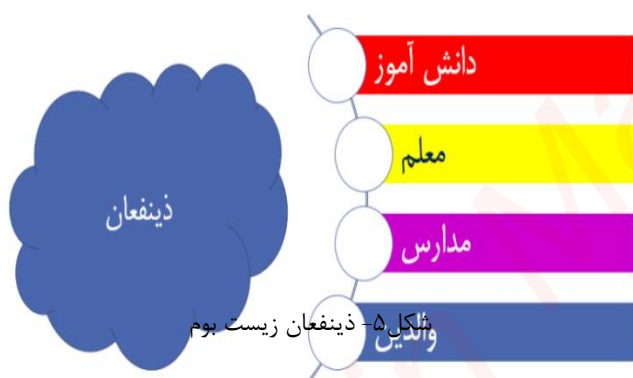 دانش آموز
معلم
ذینفعان
مدارس
والدین
شکل۵- ذینفعان زیست بوم